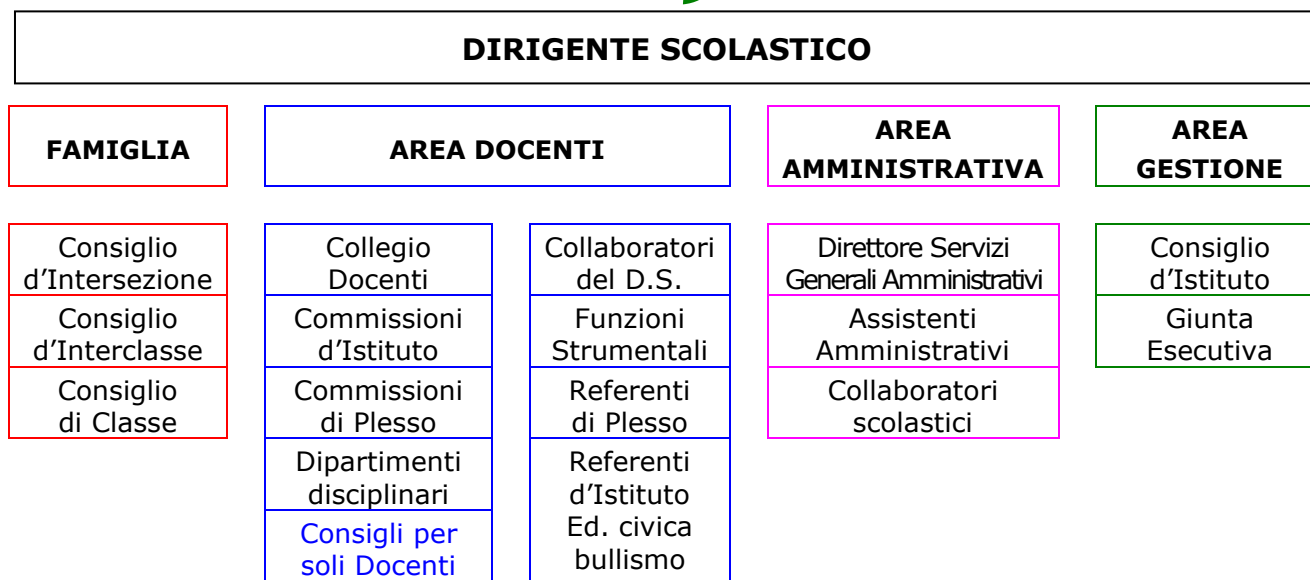 DIRIGENTE SCOLASTICO
FAMIGLIA
AREA DOCENTI
AREA
AMMINISTRATIVA
AREA
GESTIONE
Consiglio
d’Intersezione
Consiglio
d’Interclasse
Consiglio
di Classe
Collegio
Docenti
Commissioni
d’Istituto
Commissioni
di Plesso
Dipartimenti
disciplinari
Consigli per
soli Docenti
Collaboratori
del D.S.
Funzioni
Strumentali
Referenti
di Plesso
Referenti
d’Istituto
Ed. civica
bullismo
Direttore Servizi
Generali Amministrativi
Assistenti
Amministrativi
Collaboratori
scolastici
Consiglio
d’Istituto
Giunta
Esecutiva